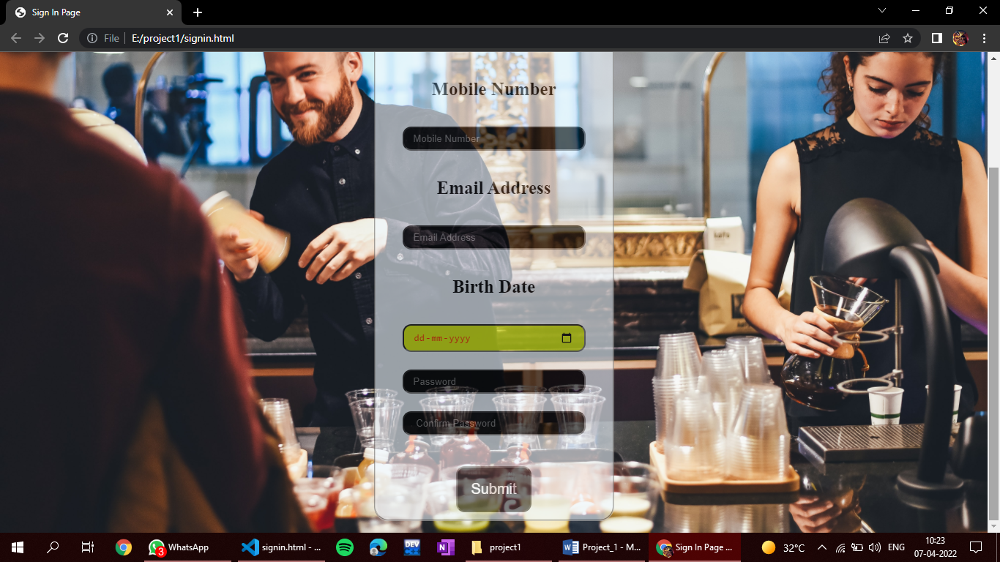 Sign In Page
File
E:/project1/signin.html
Mobile Number
Mobile Number
Email Address
Email Address
Birth Date
dd-mm-yyyy
Password
Confirm Password
Submit
3
WhatsApp
signin.html - ...
DEV
N
project1
Project_1 - M...
Sign In Page ...
32°C
ENG
10:23
07-04-2022